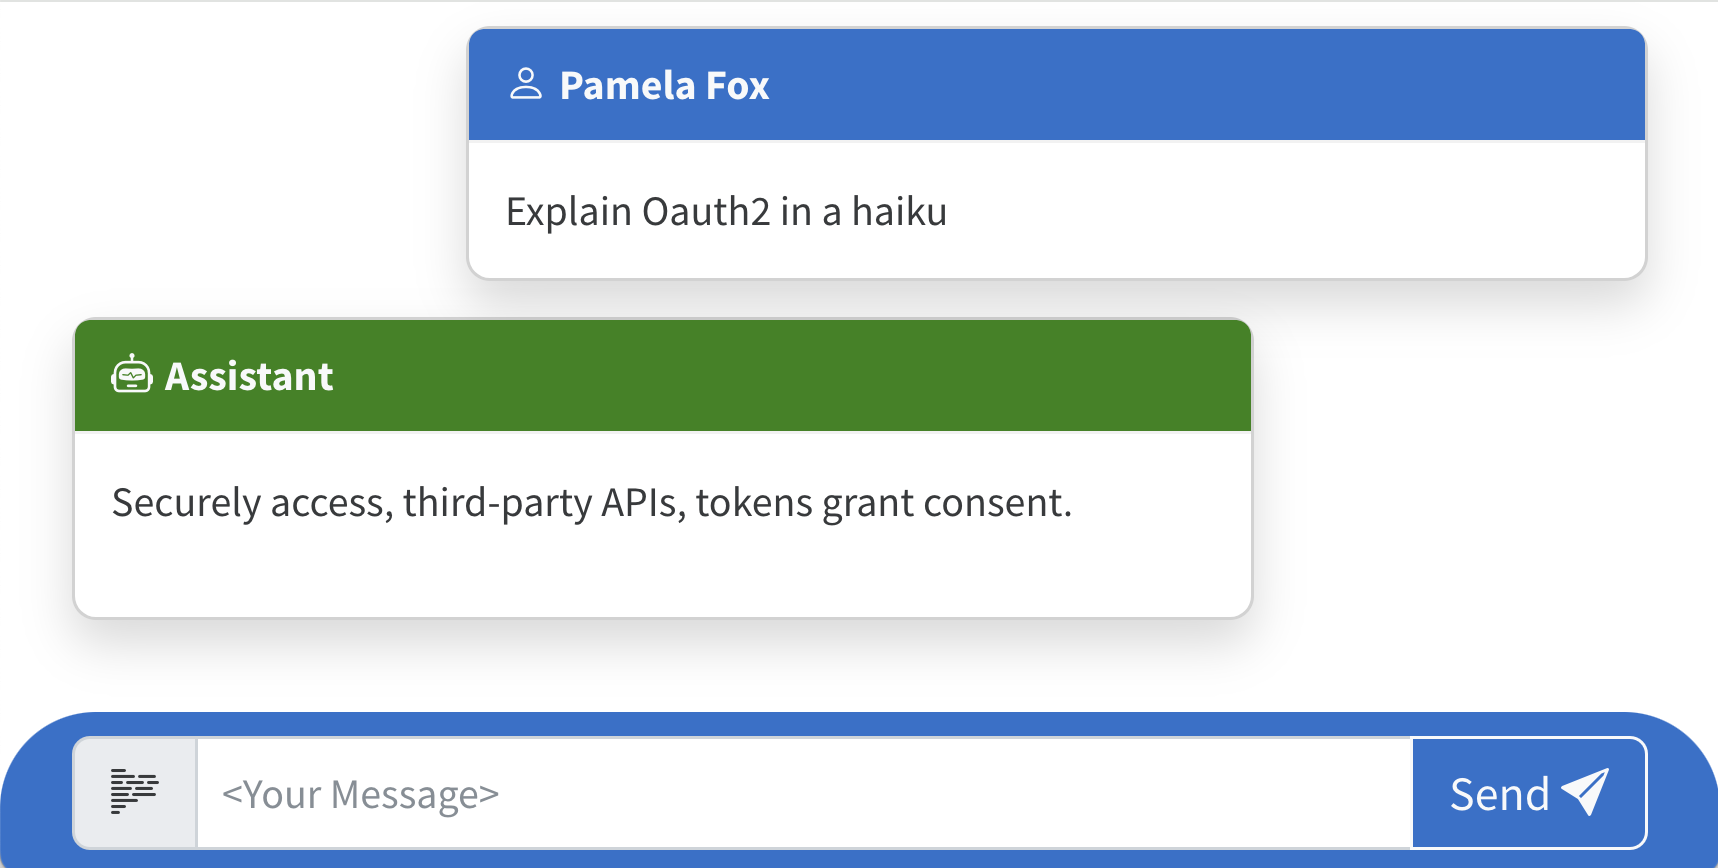 Pamela Fox
Explain Oauth2 in a haiku
Assistant
Securely access, third-party APIs, tokens grant consent.
<Your Message>
Send